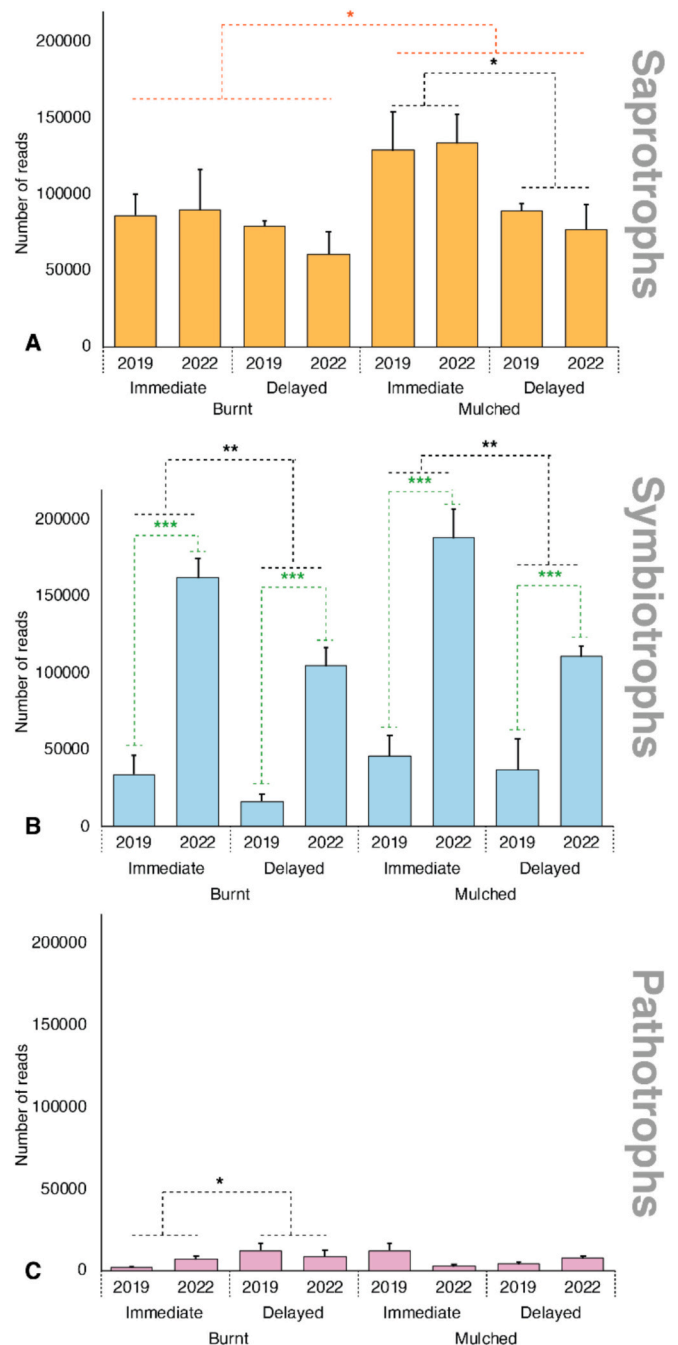 *
200000
*
150000
100000
50000
0
Number of reads
Saprotrophs
A
2019 2022 2019 2022 2019 2022 2019 2022
Immediate Delayed Immediate Delayed
Burnt Mulched
** **
*** ***
200000
*** ***
150000
100000
50000
0
Number of reads
Symbiotrophs
B
2019 2022 2019 2022 2019 2022 2019 2022
Immediate Delayed Immediate Delayed
Burnt Mulched
200000
150000
100000
50000
*
0
Number of reads
Pathotrophs
C
2019 2022 2019 2022 2019 2022 2019 2022
Immediate Delayed Immediate Delayed
Burnt Mulched